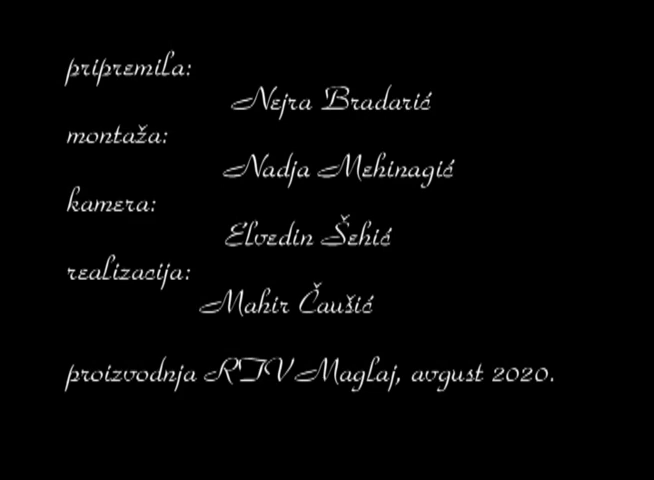 pripremila:
Nejra Bradarić
montaža:
Nadja Mehinagić
kamera:
Elvedin Šehić
realizacija:
Mahir Čaušić
proizvodnja RTV Maglaj, avgust 2020.